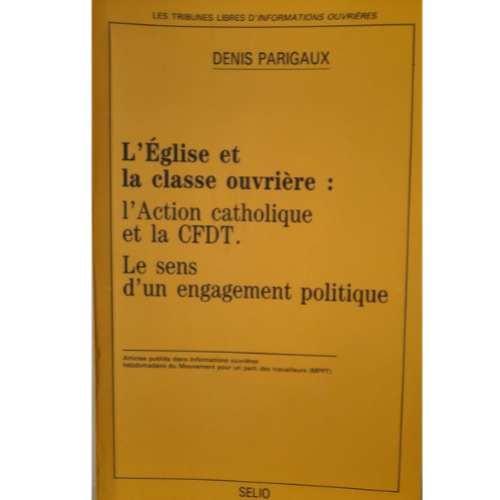 LES TRIBUNES LIBRES D'INFORMATIONS OUVRIÈRES
DENIS PARIGAUX
L'Église et
la classe ouvrière :
l'Action catholique
et la CFDT.
Le sens
d'un engagement politique
Articles publiés dans Informations ouvrières
hebdomadaire du Mouvement pour un parti des travailleurs (MPPT)
SELIO